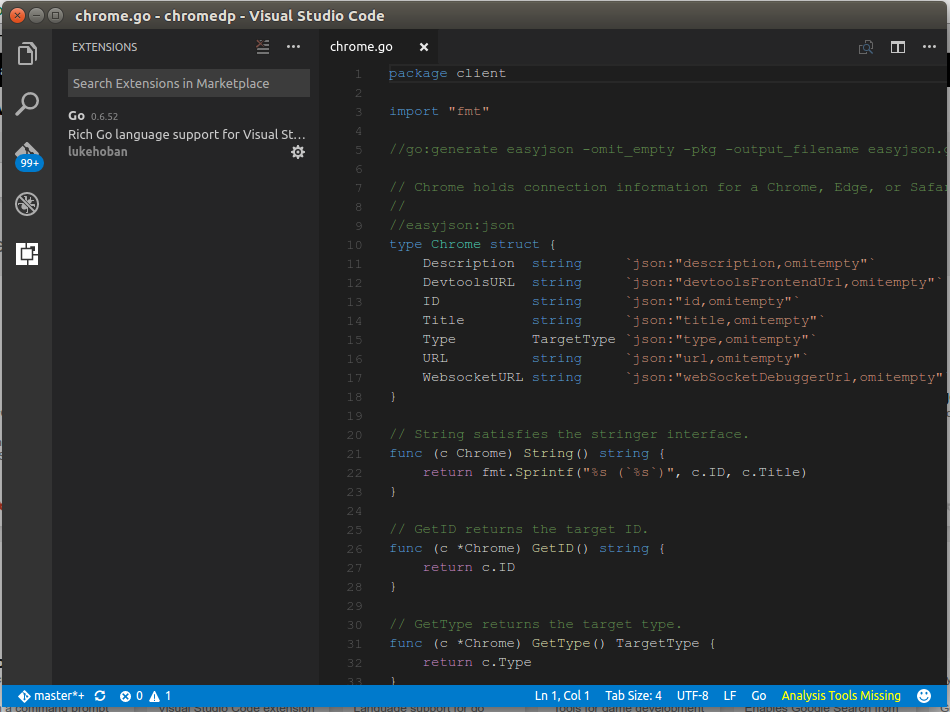 chrome.go - chromedp - Visual Studio Code
EXTENSIONS
Search Extensions in Marketplace
Go 0.6.52
Rich Go language support for Visual St...
lukehoban
99+
chrome.go
1 package client
2
3 import "fmt"
4
5 //go:generate easyjson -omit_empty -pkg -output_filename easyjson.
6
7 // Chrome holds connection information for a Chrome, Edge, or Safar
8 //
9 //easyjson:json
10 type Chrome struct {
11 Description string `json:"description,omitempty"`
12 DevtoolsURL string `json:"devtoolsFrontendUrl,omitempty"`
13 ID string `json:"id,omitempty"`
14 Title string `json:"title,omitempty"`
15 Type TargetType `json:"type,omitempty"`
16 URL string `json:"url,omitempty"`
17 WebsocketURL string `json:"webSocketDebuggerUrl,omitempty"
18 }
19
20 // String satisfies the stringer interface.
21 func (c Chrome) String() string {
22 return fmt.Sprintf("%s (`%s`)", c.ID, c.Title)
23 }
24
25 // GetID returns the target ID.
26 func (c *Chrome) GetID() string {
27 return c.ID
28 }
29
30 // GetType returns the target type.
31 func (c *Chrome) GetType() TargetType {
32 return c.Type
33 }
master*+ 0 1 Ln 1, Col 1 Tab Size: 4 UTF-8 LF Go Analysis Tools Missing